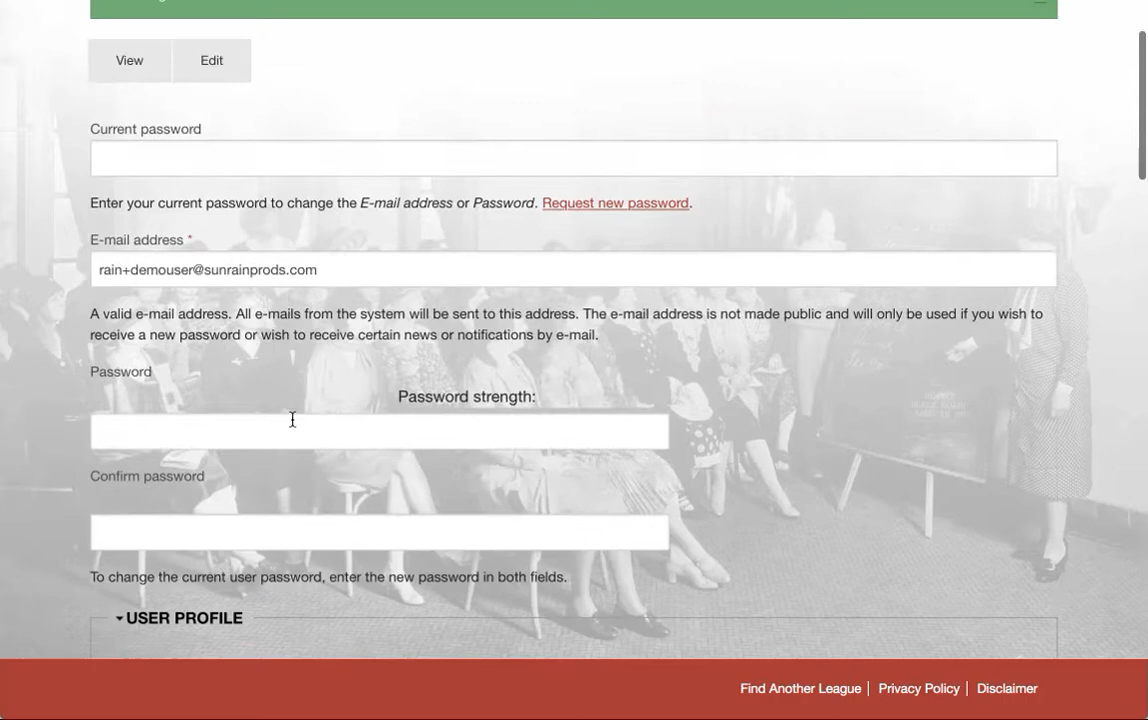 View
Edit
Current password
Enter your current password to change the E-mail address or Password. Request new password.
E-mail address *
rain+demouser@sunrainprods.com
A valid e-mail address. All e-mails from the system will be sent to this address. The e-mail address is not made public and will only be used if you wish to
receive a new password or wish to receive certain news or notifications by e-mail.
Password
Password strength:
Confirm password
To change the current user password, enter the new password in both fields.
USER PROFILE
Find Another League
Privacy Policy
Disclaimer